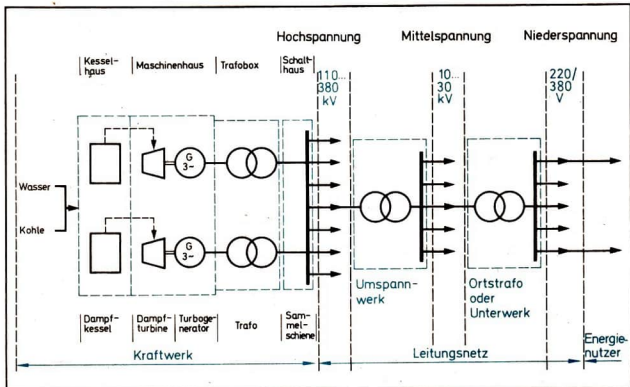 Hochspannung
Mittelspannung
Niederspannung
Kessel-
haus
Maschinenhaus
Trafobox
Schalt-
haus
110...
380
kV
10...
30
kV
220/
380
V
Wasser
Kohle
G
3~
G
3~
Umspann-
werk
Ortstrafo
oder
Unterwerk
Dampf-
kessel
Dampf-
turbine
Turboge-
nerator
Trafo
Sam-
mel-
schiene
Kraftwerk
Leitungsnetz
Energie-
nutzer